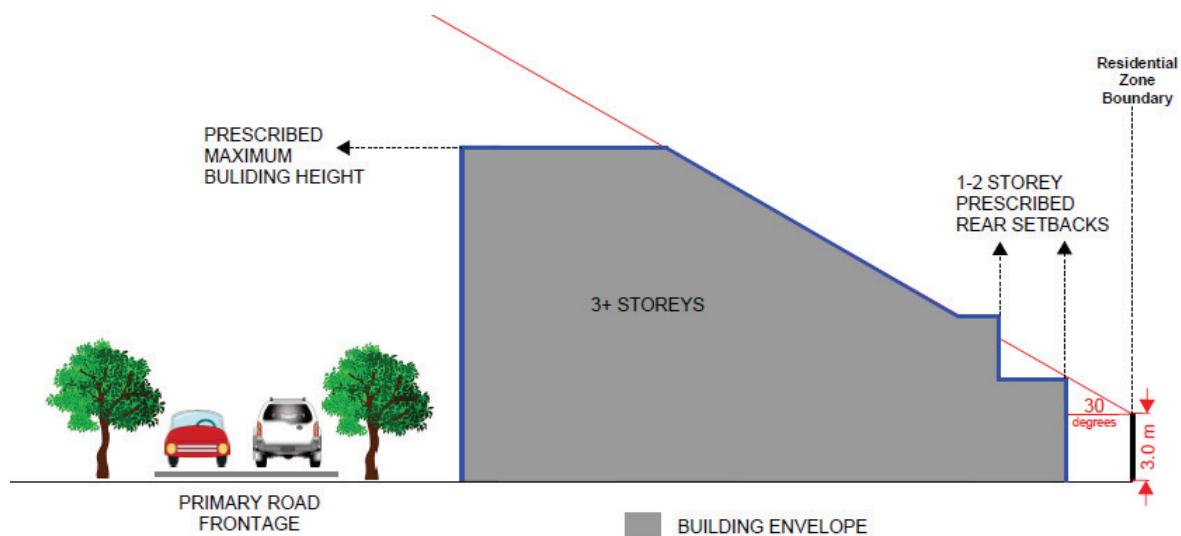 Residential
Zone
Boundary
PRESCRIBED
MAXIMUM
BULIDING HEIGHT
1-2 STOREY
PRESCRIBED
REAR SETBACKS
3+ STOREYS
30
degrees
3.0 m
PRIMARY ROAD
FRONTAGE
BUILDING ENVELOPE